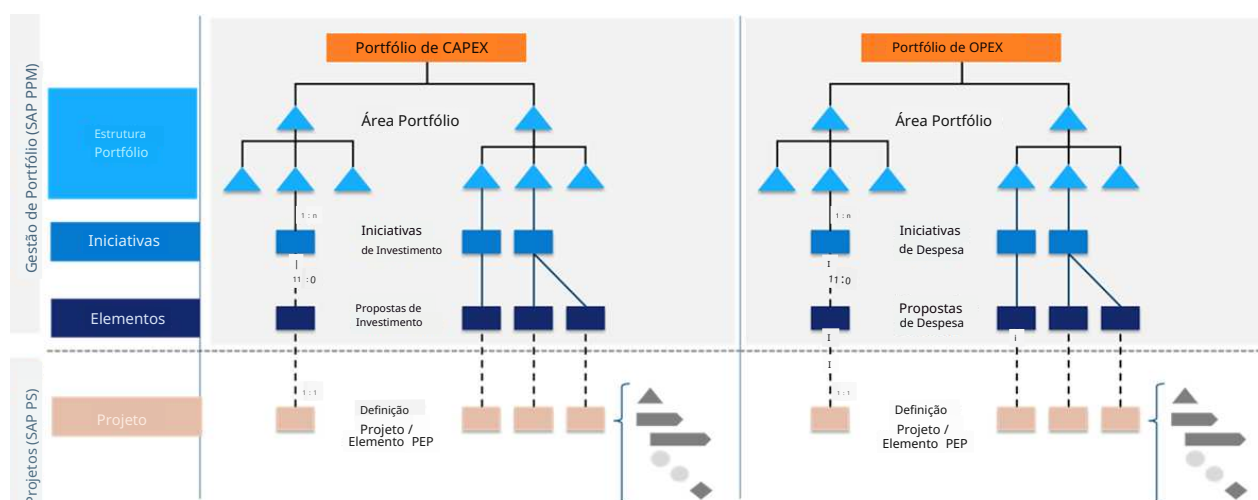 Gestão de Portfólio (SAP PPM)
Projetos (SAP PS)
Estrutura
Portfólio
Iniciativas
Elementos
Projeto
Portfólio de CAPEX
Área Portfólio
1 : n
Iniciativas
de Investimento
|
11 :0
Propostas de
Investimento
1 : 1
Definição
Projeto /
Elemento PEP
Portfólio de OPEX
Área Portfólio
1 : n
Iniciativas
de Despesa
I
11:0
Propostas
de Despesa
I
i
I
1 : 1
Definição
Projeto /
Elemento PEP